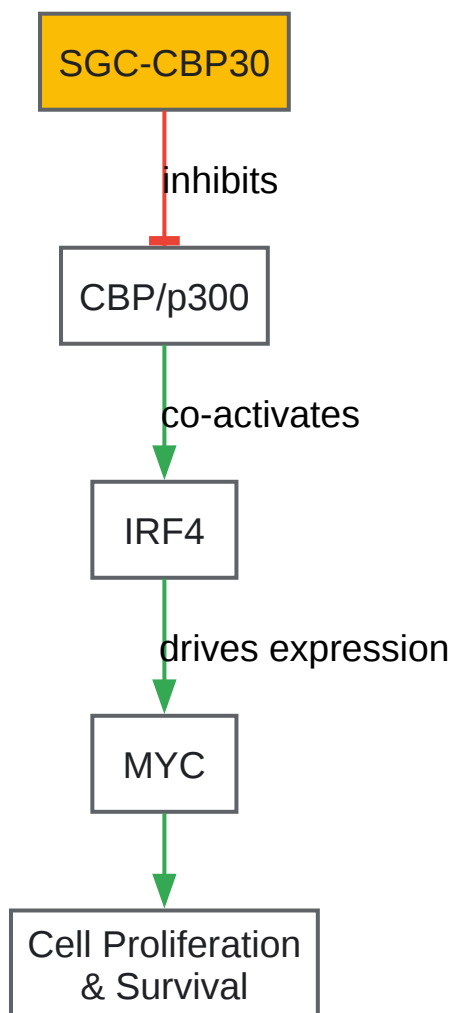 SGC-CBP30
inhibits
CBP/p300
co-activates
IRF4
drives expression
MYC
Cell Proliferation
& Survival